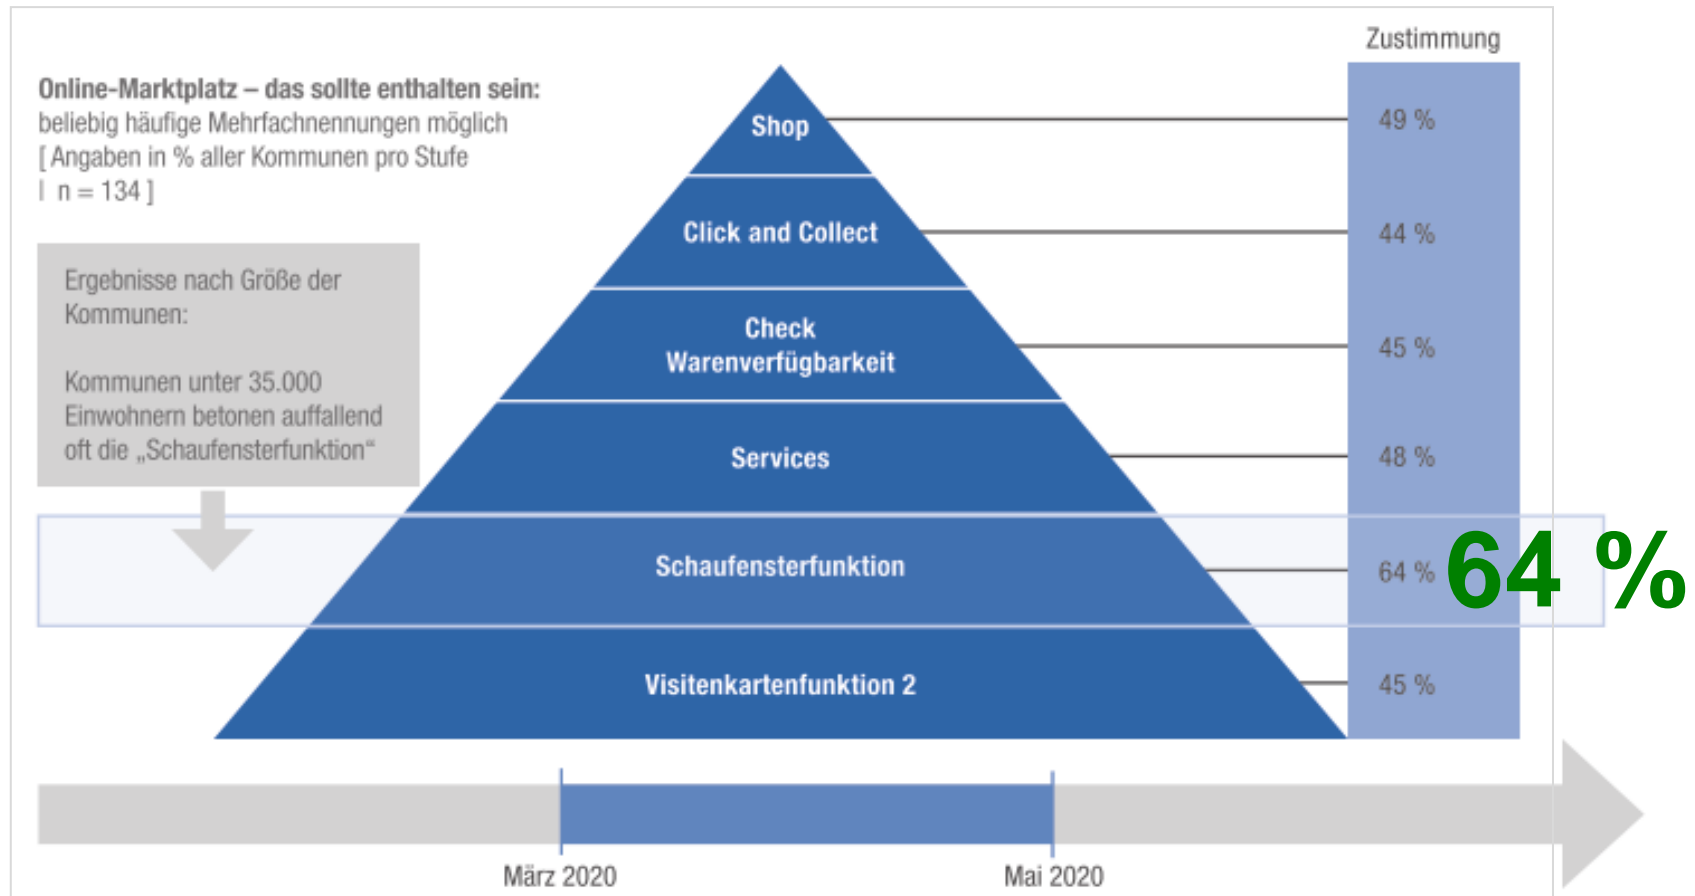 Zustimmung
Online-Marktplatz – das sollte enthalten sein:
beliebig häufige Mehrfachnennungen möglich
[ Angaben in % aller Kommunen pro Stufe
| n = 134 ]
Shop
49 %
Click and Collect
44 %
Ergebnisse nach Größe der
Kommunen:
Kommunen unter 35.000
Einwohnern betonen auffallend
oft die „Schaufensterfunktion“
Check
Warenverfügbarkeit
45 %
Services
48 %
Schaufensterfunktion
64 %
64 %
Visitenkartenfunktion 2
45 %
März 2020
Mai 2020